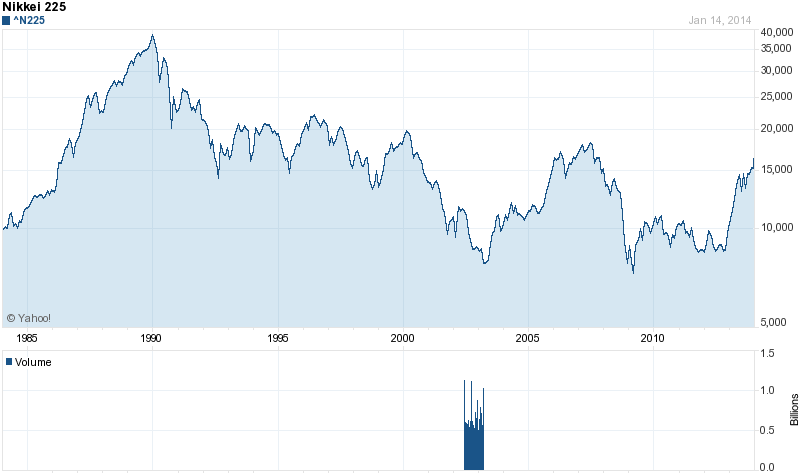 Nikkei 225
^N225
Jan 14, 2014
40,000
35,000
30,000
25,000
20,000
15,000
10,000
5,000
© Yahoo!
1985 1990 1995 2000 2005 2010
Volume
1.5
1.0
0.5
0.0
Billions